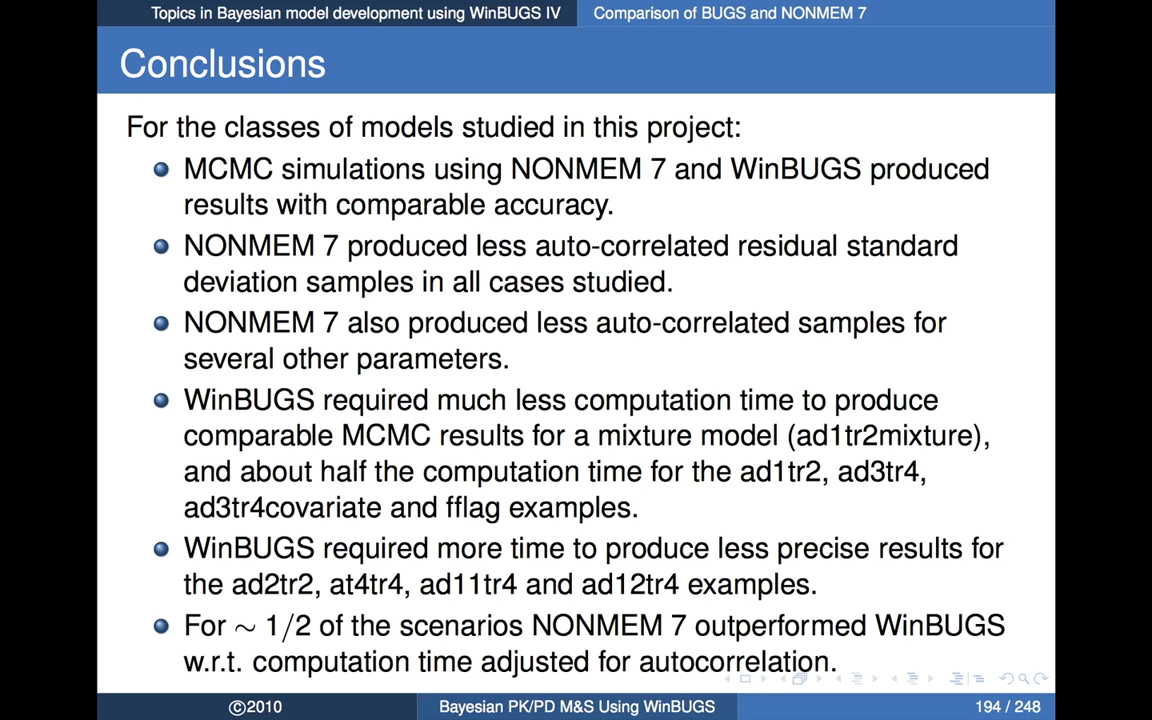 Topics in Bayesian model development using WinBUGS IV Comparison of BUGS and NONMEM 7
Conclusions
For the classes of models studied in this project:
MCMC simulations using NONMEM 7 and WinBUGS produced
results with comparable accuracy.
NONMEM 7 produced less auto-correlated residual standard
deviation samples in all cases studied.
NONMEM 7 also produced less auto-correlated samples for
several other parameters.
WinBUGS required much less computation time to produce
comparable MCMC results for a mixture model (ad1tr2mixture),
and about half the computation time for the ad1tr2, ad3tr4,
ad3tr4covariate and fflag examples.
WinBUGS required more time to produce less precise results for
the ad2tr2, at4trr, ad11tr4 and ad12tr4 examples.
For ∼ 1/2 of the scenarios NONMEM 7 outperformed WinBUGS
w.r.t. computation time adjusted for autocorrelation.
©2010 Bayesian PK/PD M&S Using WinBUGS 194 / 248